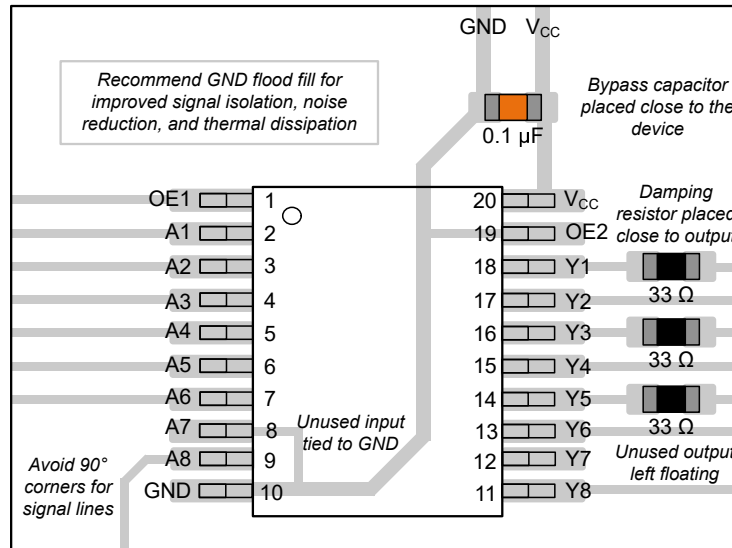 GND VCC
Recommend GND flood fill for
improved signal isolation, noise
reduction, and thermal dissipation
Bypass capacitor
placed close to the
device
0.1 µF
OE1 1 20 VCC
Damping
resistor placed
close to output
A1 2 19 OE2
A2 3 18 Y1
33 Ω
A3 4 17 Y2
A4 5 16 Y3
33 Ω
A5 6 15 Y4
A6 7 14 Y5
33 Ω
A7 8 13 Y6
Unused input
tied to GND
Unused output
left floating
A8 9 12 Y7
Avoid 90°
corners for
signal lines
GND 10 11 Y8